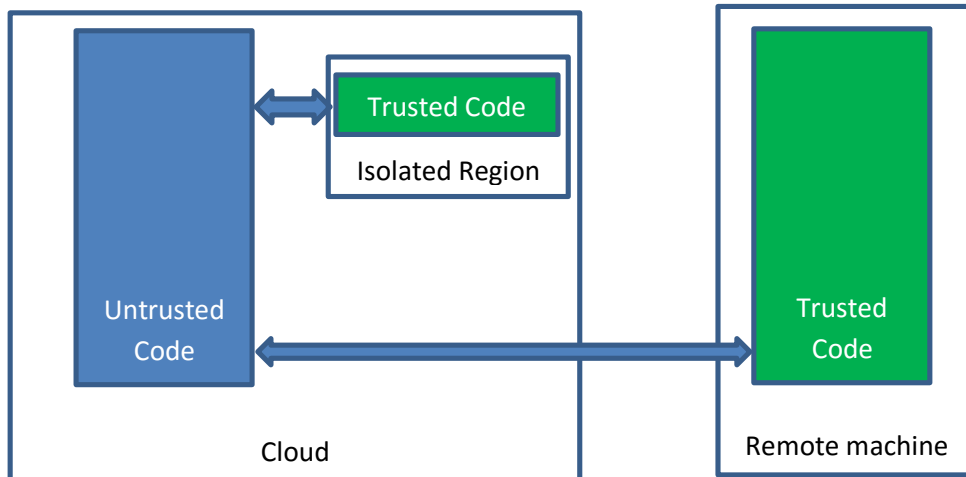 Trusted Code
Isolated Region
Untrusted
Code
Trusted
Code
Cloud
Remote machine